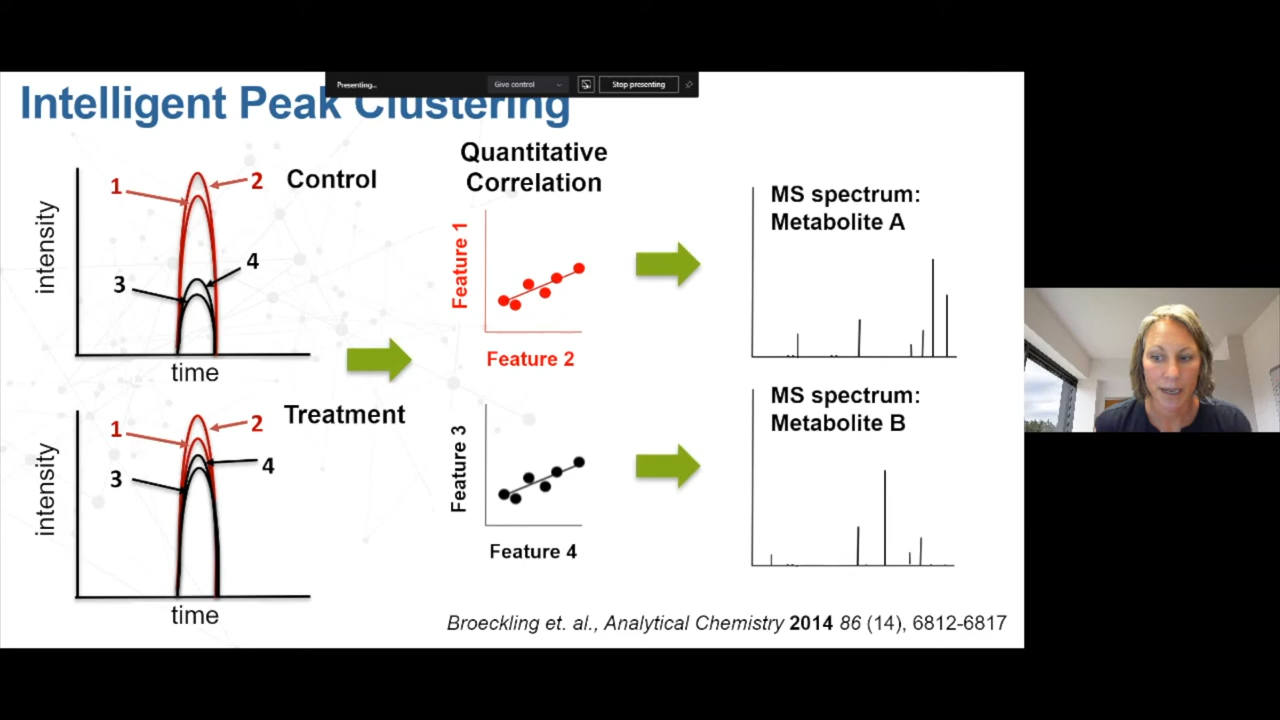 Presenting...
Give control
Stop presenting
Intelligent Peak Clustering
Control
1
2
3
4
intensity
time
Treatment
1
2
3
4
intensity
time
Quantitative
Correlation
Feature 1
Feature 2
Feature 3
Feature 4
MS spectrum:
Metabolite A
MS spectrum:
Metabolite B
Broeckling et. al., Analytical Chemistry 2014 86 (14), 6812-6817